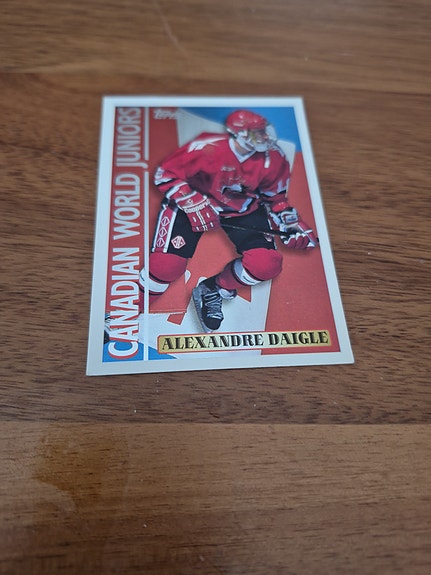 Topps
CANADIAN WORLD JUNIORS
ALEXANDRE DAIGLE